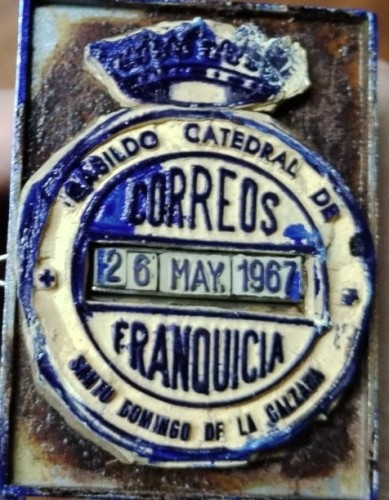 CABILDO CATEDRAL DE
CORREOS
26 MAY. 1967
FRANQUICIA
SANTO DOMINGO DE LA CALZADA